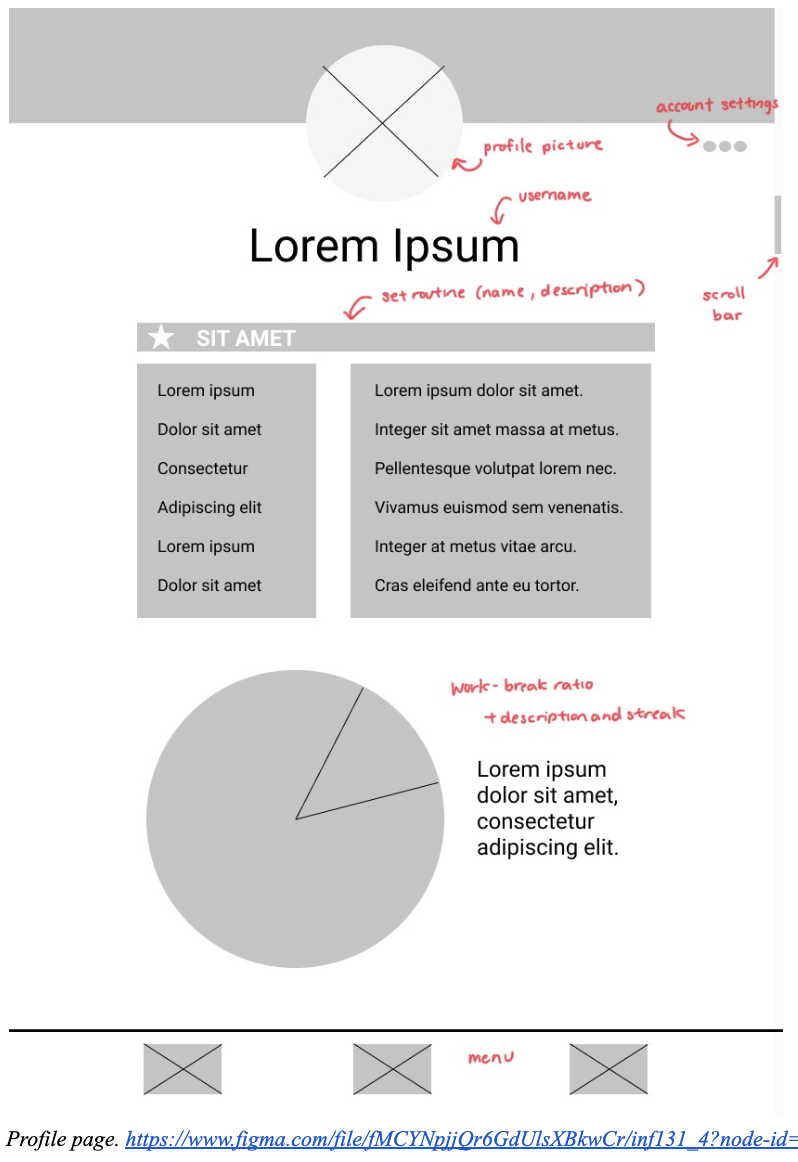 account settings
profile picture
username
Lorem Ipsum
set routine (name, description)
scroll
bar
SIT AMET
Lorem ipsum
Dolor sit amet
Consectetur
Adipiscing elit
Lorem ipsum
Dolor sit amet
Lorem ipsum dolor sit amet.
Integer sit amet massa at metus.
Pellentesque volutpat lorem nec.
Vivamus euismod sem venenatis.
Integer at metus vitae arcu.
Cras eleifend ante eu tortor.
work-break ratio
+ description and streak
Lorem ipsum
dolor sit amet,
consectetur
adipiscing elit.
menu
Profile page. https://www.figma.com/file/fMCYNpjjQr6GdUlsXBkwCr/inf131_4?node-id=